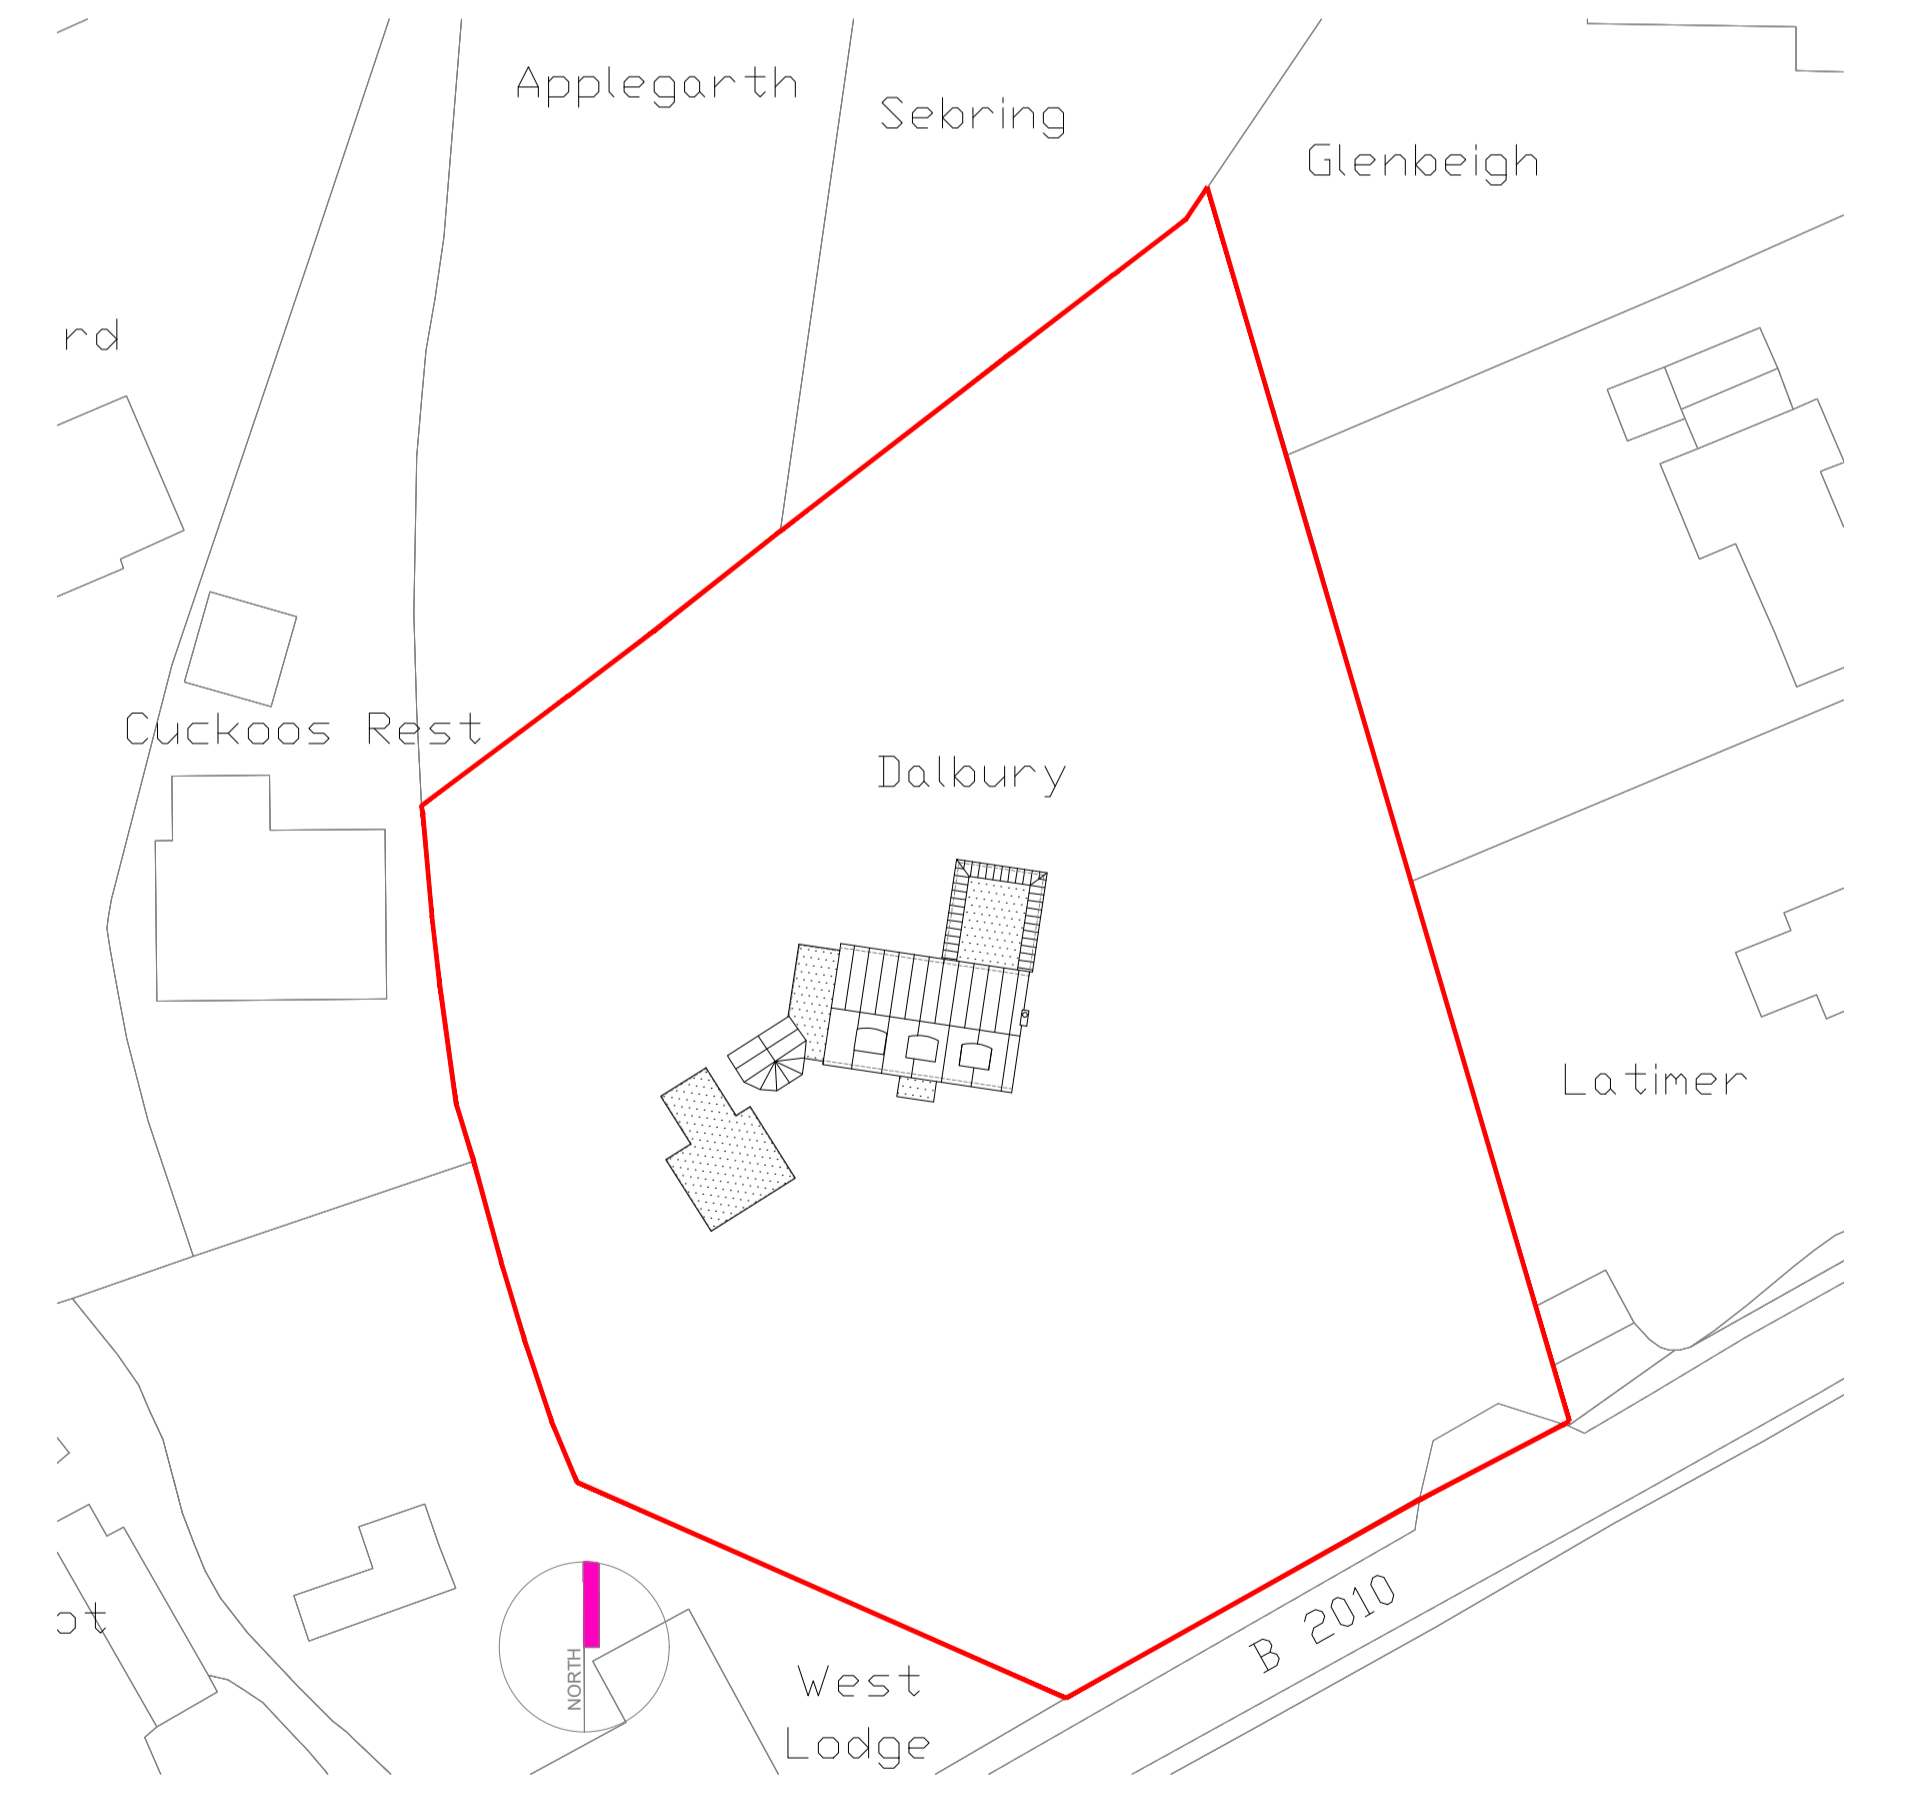 Applegarth
Sebring
Glenbeigh
rd
Cuckoos Rest
Dalbury
Latimer
B 2010
ot
NORTH
West
Lodge